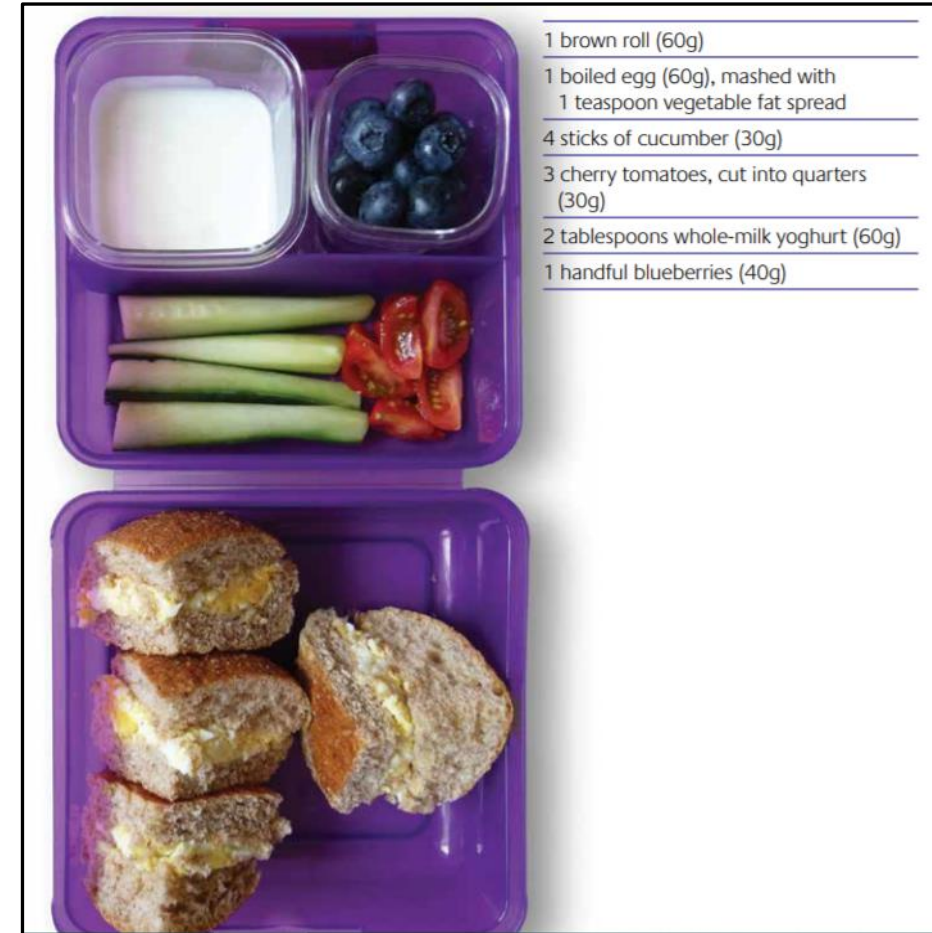 1 brown roll (60g)
1 boiled egg (60g), mashed with
1 teaspoon vegetable fat spread
4 sticks of cucumber (30g)
3 cherry tomatoes, cut into quarters
(30g)
2 tablespoons whole-milk yoghurt (60g)
1 handful blueberries (40g)